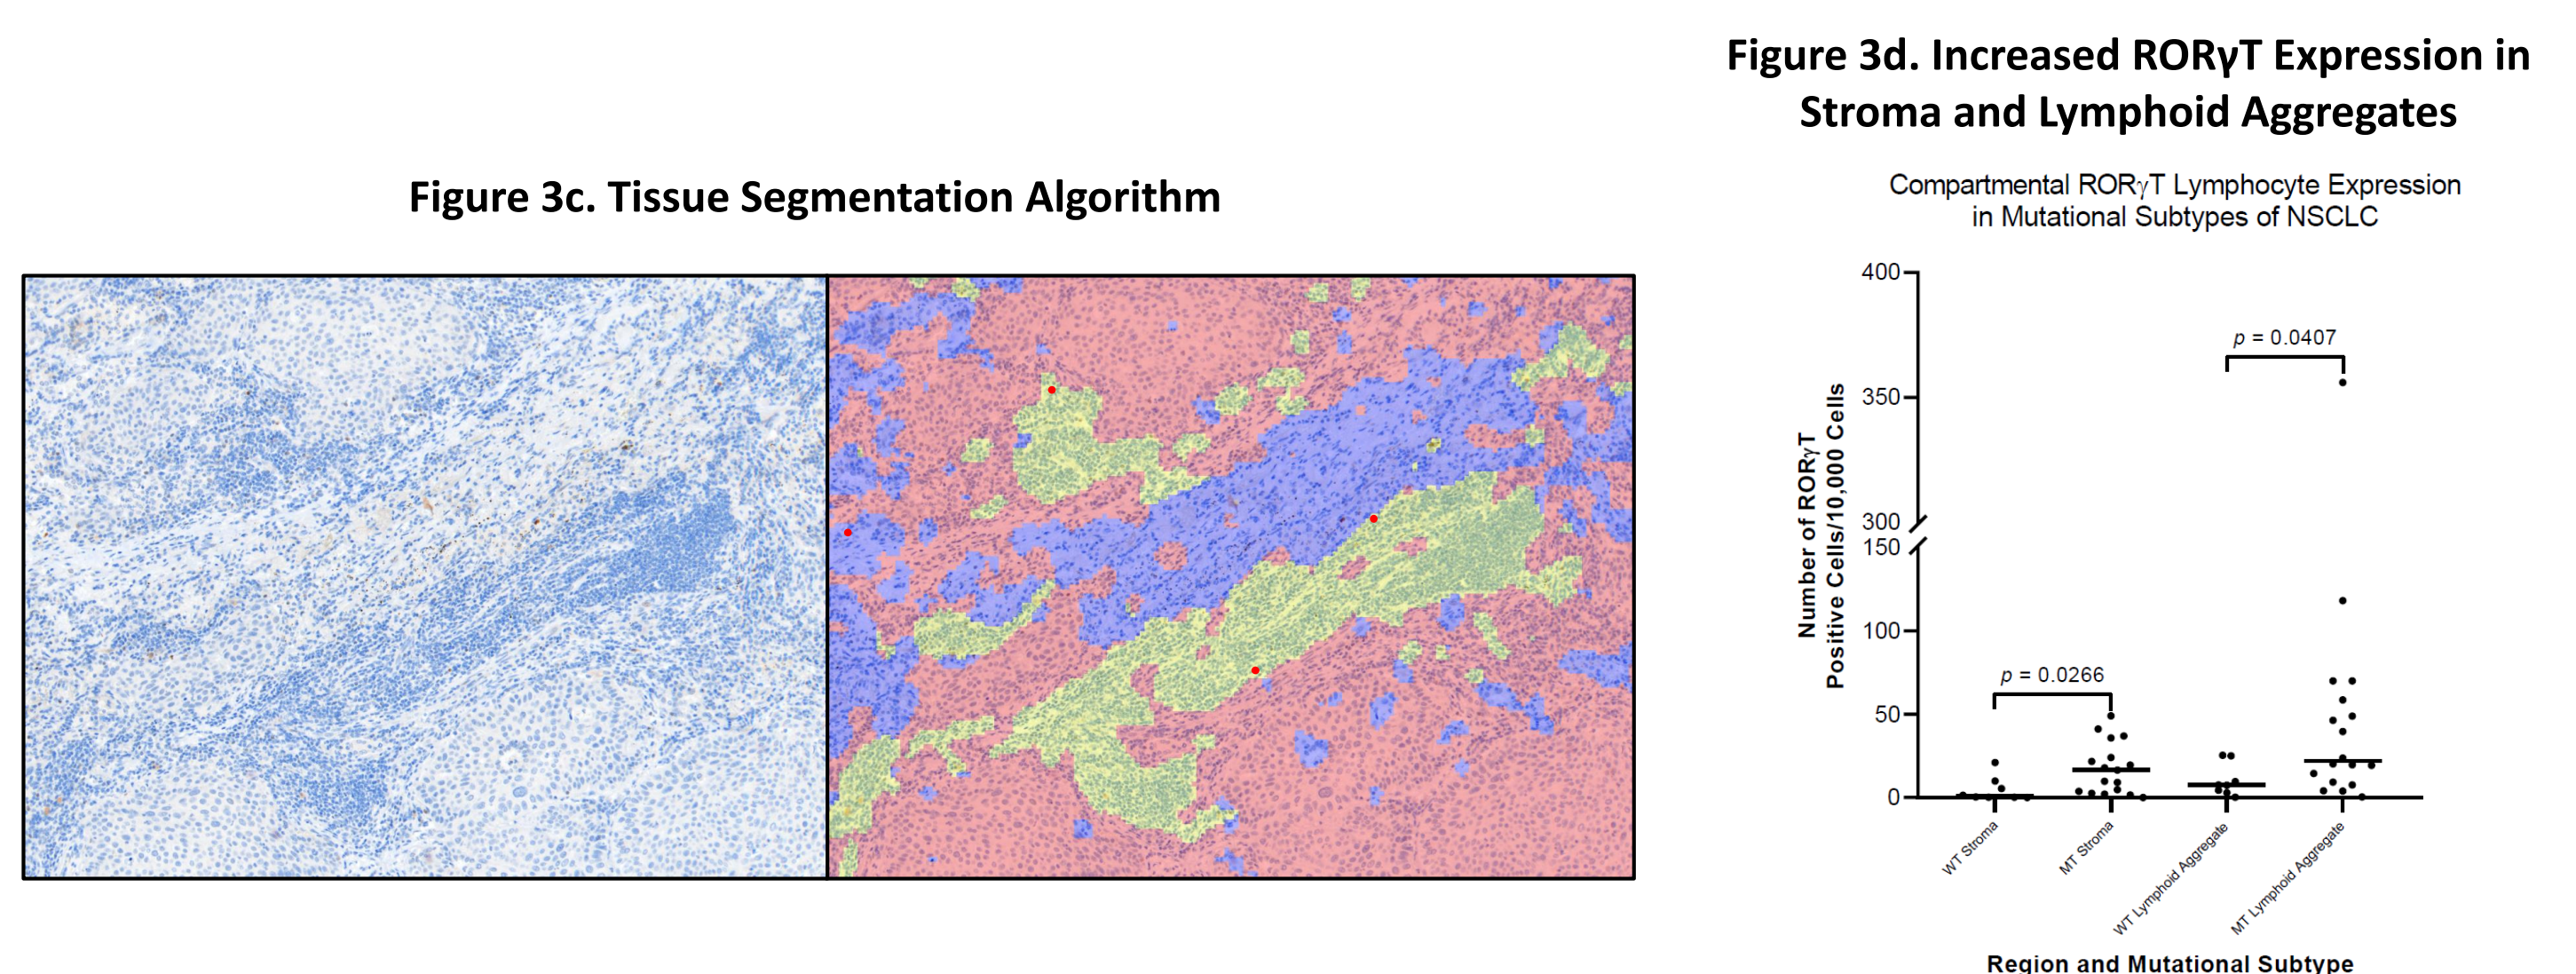 Figure 3c. Tissue Segmentation Algorithm
Figure 3d. Increased RORγT Expression in
Stroma and Lymphoid Aggregates
Compartmental RORγT Lymphocyte Expression
in Mutational Subtypes of NSCLC
Number of RORγT
Positive Cells/10,000 Cells
400
350
300
150
100
50
0
p = 0.0266
p = 0.0407
WT Stroma
MT Stroma
WT Lymphoid Aggregate
MT Lymphoid Aggregate
Region and Mutational Subtype